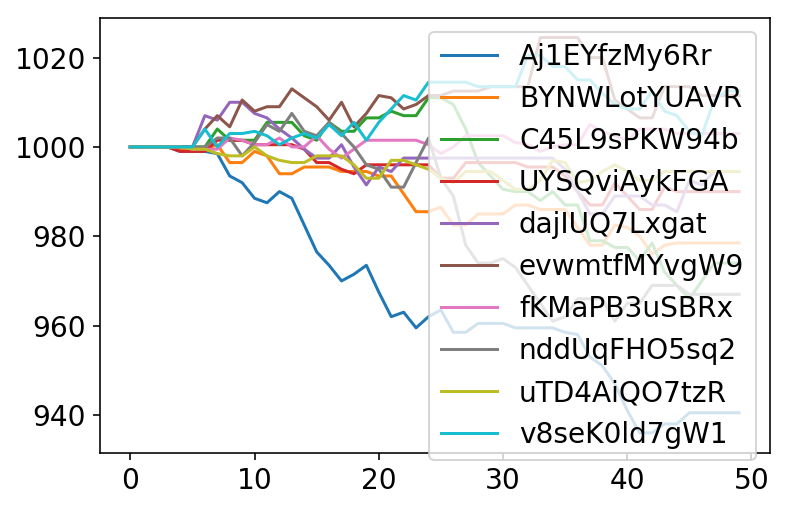 1020
1000
980
960
940
0
10
20
30
40
50
Aj1EYfzMy6Rr
BYNWLotYUAVR
C45L9sPKW94b
UYSQviAykFGA
dajIUQ7Lxgat
evwmtfMYvgW9
fKMaPB3uSBRx
nddUqFHO5sq2
uTD4AiQO7tzR
v8seK0ld7gW1